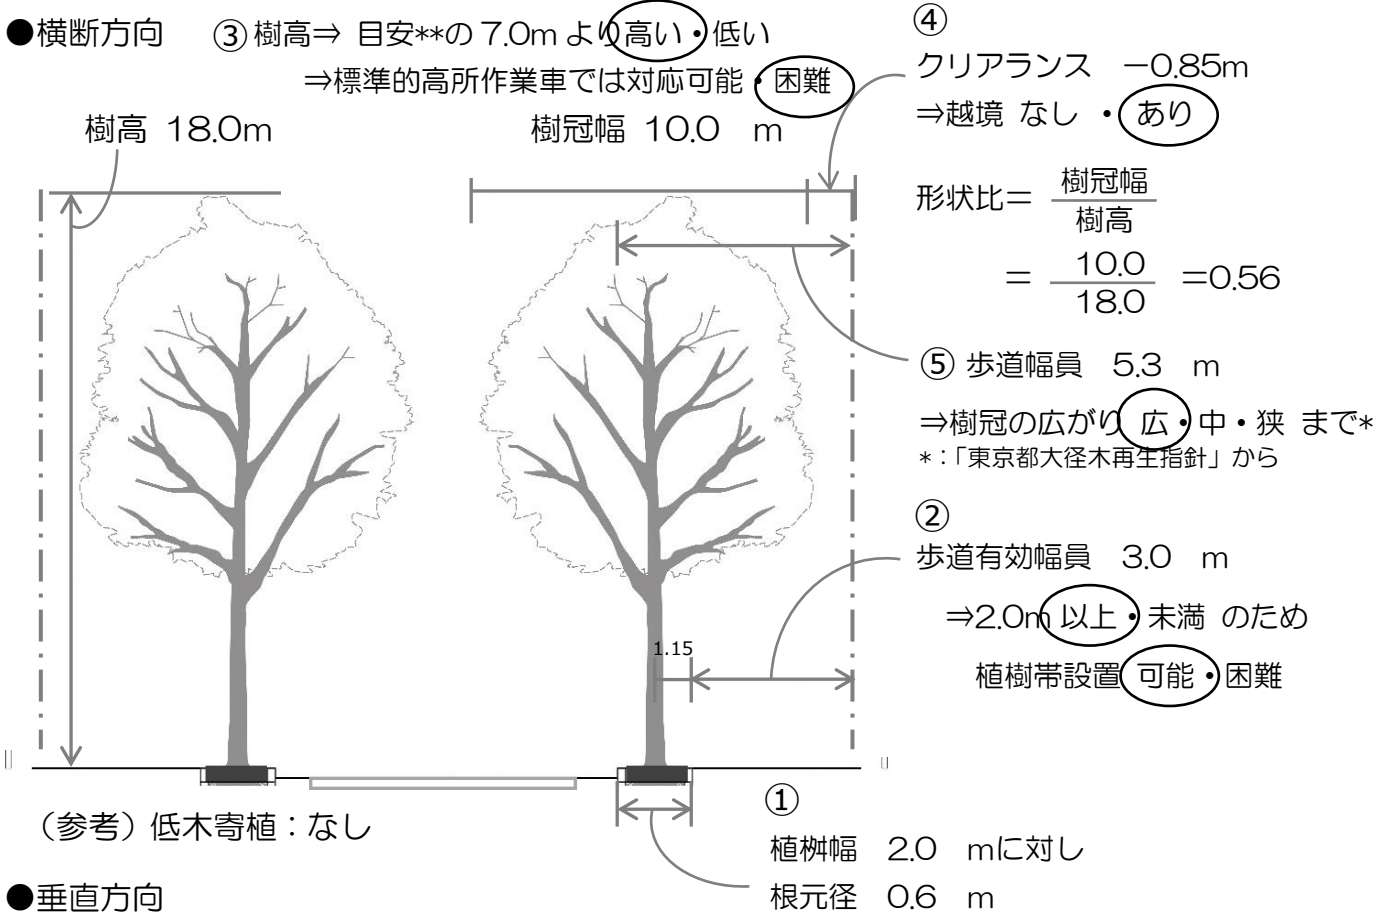 ●横断方向
③樹高⇒ 目安**の7.0mより高い・低い
⇒標準的高所作業車では対応可能・困難
樹高 18.0m
樹冠幅 10.0 m
④
クリアランス −0.85m
⇒越境 なし ・ あり
形状比＝ 樹冠幅
樹高
＝ 10.0 ＝0.56
18.0
⑤ 歩道幅員 5.3 m
⇒樹冠の広がり 広・中・狭 まで*
*：「東京都大径木再生指針」から
②
歩道有効幅員 3.0 m
⇒2.0m 以上・未満 のため
植樹帯設置 可能・困難
1.15
（参考）低木寄植：なし
①
植桝幅 2.0 mに対し
根元径 0.6 m
●垂直方向